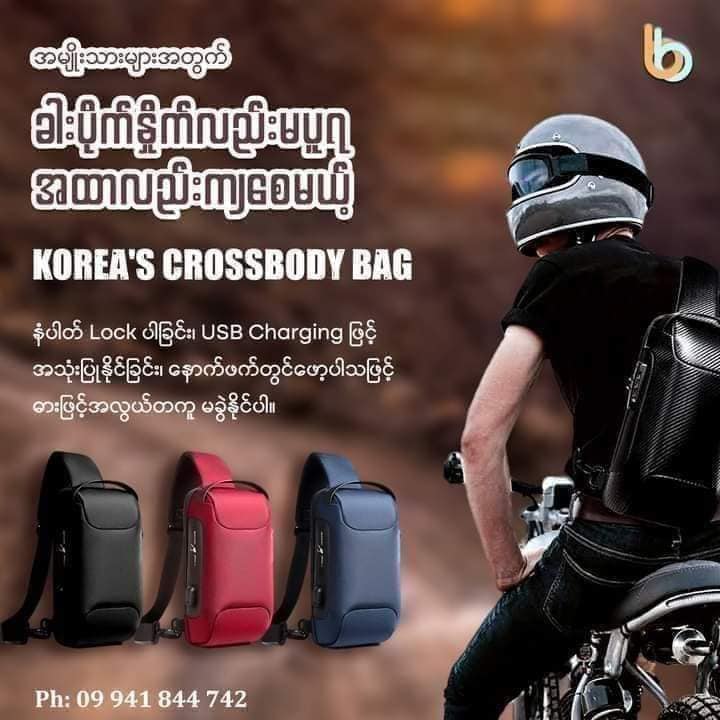 အမျိုးသားများအတွက်
ခါးပိုက်နှိုက်လည်းမပူရ
အထာလည်းကျစေမယ့်
KOREA'S CROSSBODY BAG
နံပါတ် Lock ပါခြင်း၊ USB Charging ဖြင့်
အသုံးပြုနိုင်ခြင်း၊ နောက်ဖက်တွင်ဖော့ပါသဖြင့်
ဓားဖြင့်အလွယ်တကူ မခွဲနိုင်ပါ။
Ph: 09 941 844 742